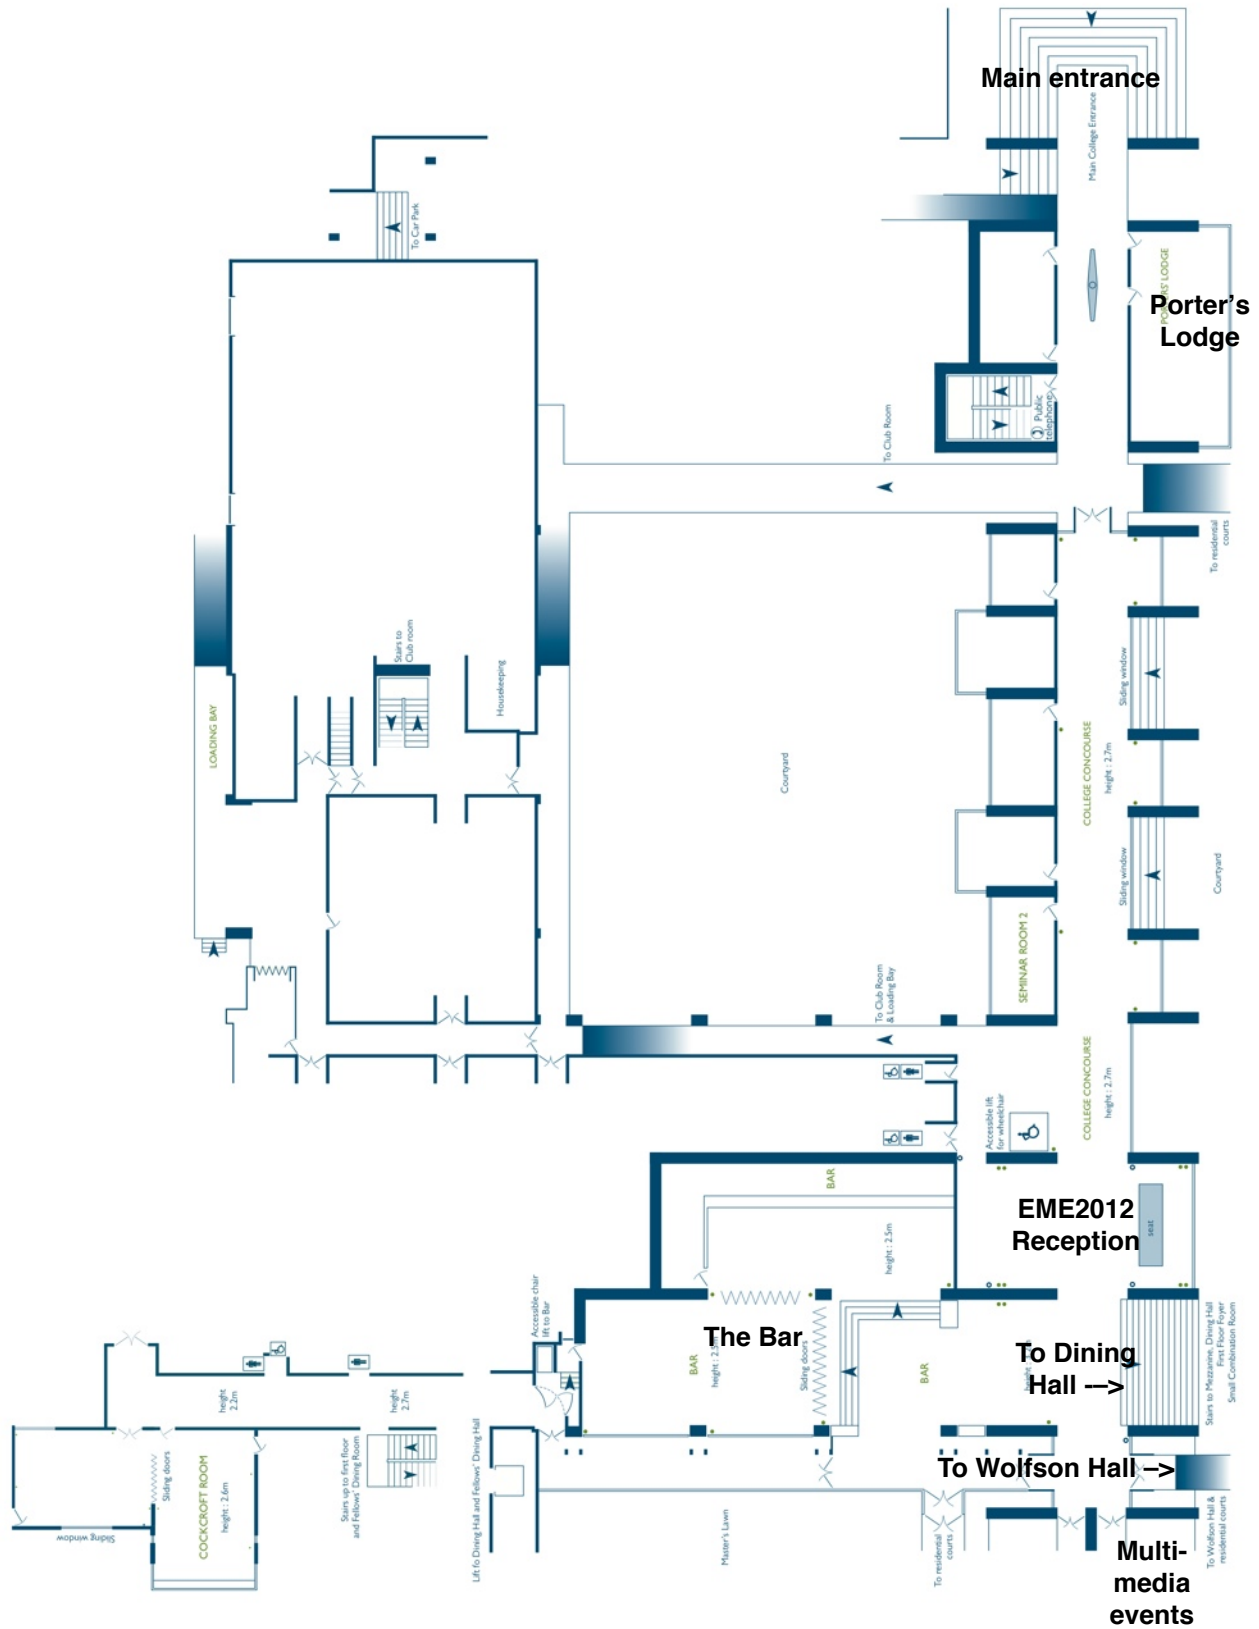 Main entrance
Main College Entrance
To Car Park
PORTERS' LODGE
Porter's
Lodge
Public
telephone
To Club Room
To residential
courts
Stairs to
Club room
Housekeeping
LOADING BAY
Sliding window
COLLEGE CONCOURSE
height : 2.7m
Courtyard
Sliding window
Courtyard
SEMINAR ROOM 2
To Club Room
& Loading Bay
COLLEGE CONCOURSE
height : 2.7m
Accessible lift
for wheelchair
BAR
height : 2.5m
EME2012
Reception
seat
Accessible chair
lift to Bar
The Bar
BAR
Sliding doors
BAR
To Dining
Hall -->
Stairs to Mezzanine, Dining Hall
First Floor Foyer
Small Combination Room
height
2.2m
height
2.7m
Sliding doors
COCKCROFT ROOM
height : 2.6m
Sliding window
Stairs up to first floor
and Fellows' Dining Room
Lift fo Dining Hall and Fellows' Dining Hall
Master's Lawn
To residential
courts
To Wolfson Hall –>
To Wolfson Hall &
residential courts
Multi-
media
events